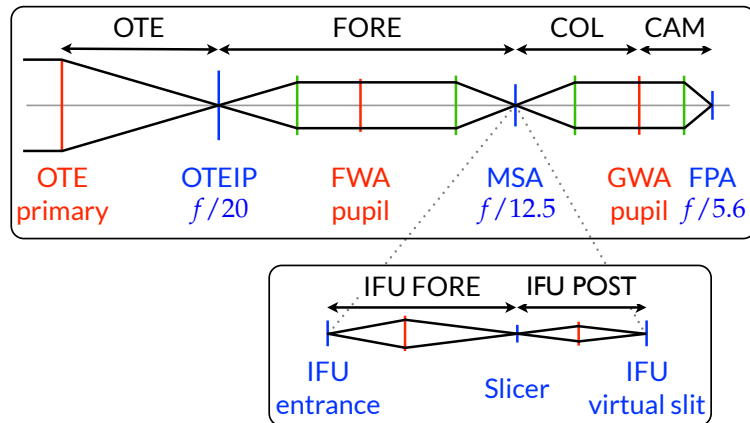 OTE FORE COL CAM
OTE OTEIP FWA MSA GWA FPA
primary f/20 pupil f/12.5 pupil f/5.6
IFU FORE IFU POST
IFU Slicer IFU
entrance virtual slit